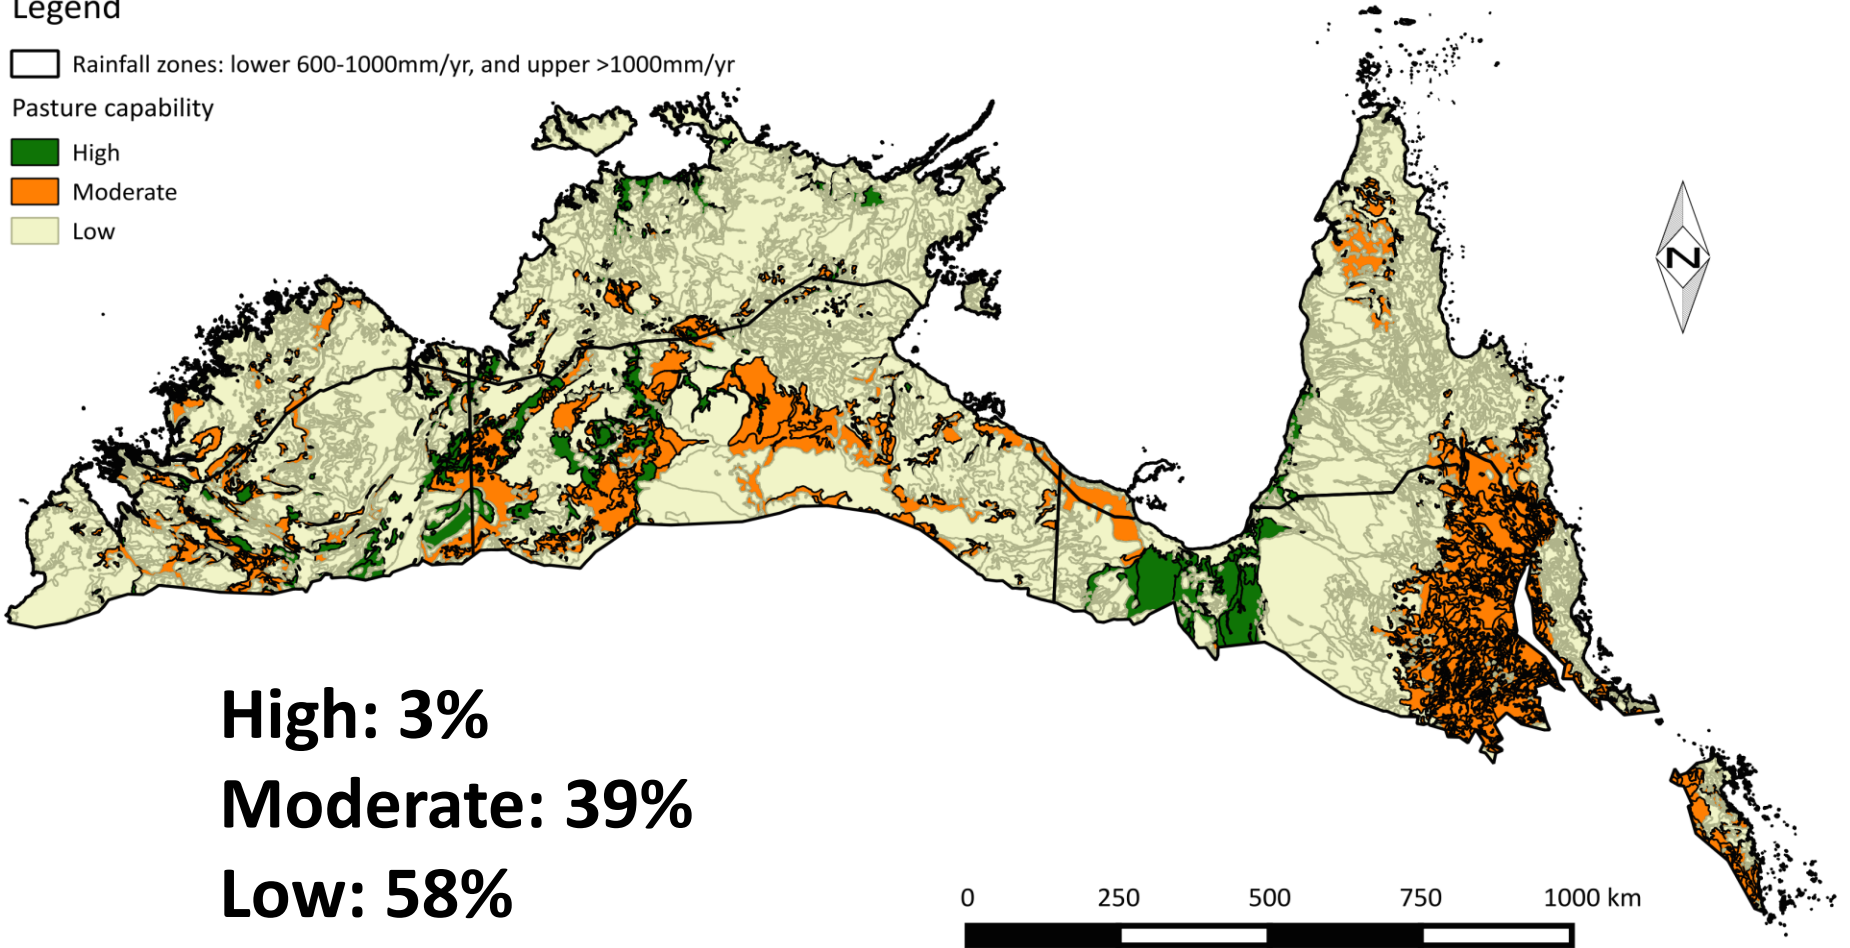 Legend
Rainfall zones: lower 600-1000mm/yr, and upper >1000mm/yr
Pasture capability
High
Moderate
Low
N
High: 3%
Moderate: 39%
Low: 58%
0 250 500 750 1000 km